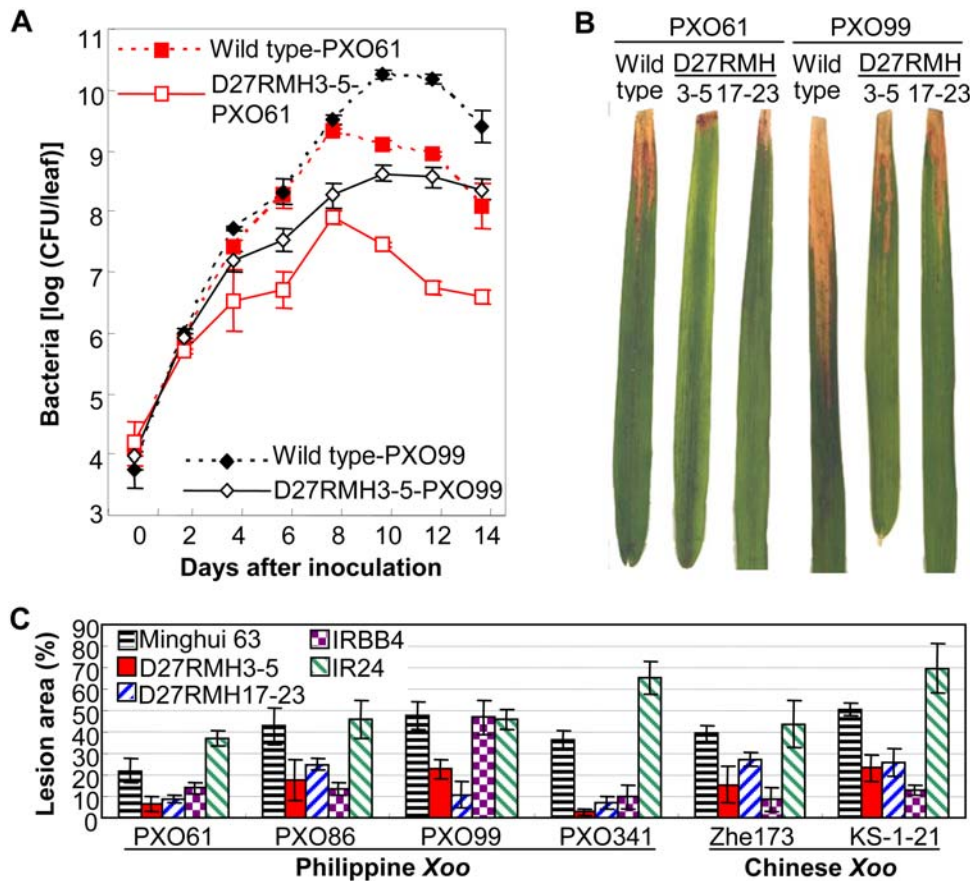 A
Bacteria [log (CFU/leaf)]
11
10
9
8
7
6
5
4
3
Wild type-PXO61
D27RMH3-5-
PXO61
Wild type-PXO99
D27RMH3-5-PXO99
0 2 4 6 8 10 12 14
Days after inoculation
B
PXO61 PXO99
Wild type D27RMH Wild type D27RMH
3-5 17-23 3-5 17-23
C
Lesion area (%)
90
80
70
60
50
40
30
20
10
0
Minghui 63 IRBB4
D27RMH3-5 IR24
D27RMH17-23
PXO61 PXO86 PXO99 PXO341 Zhe173 KS-1-21
Philippine Xoo Chinese Xoo